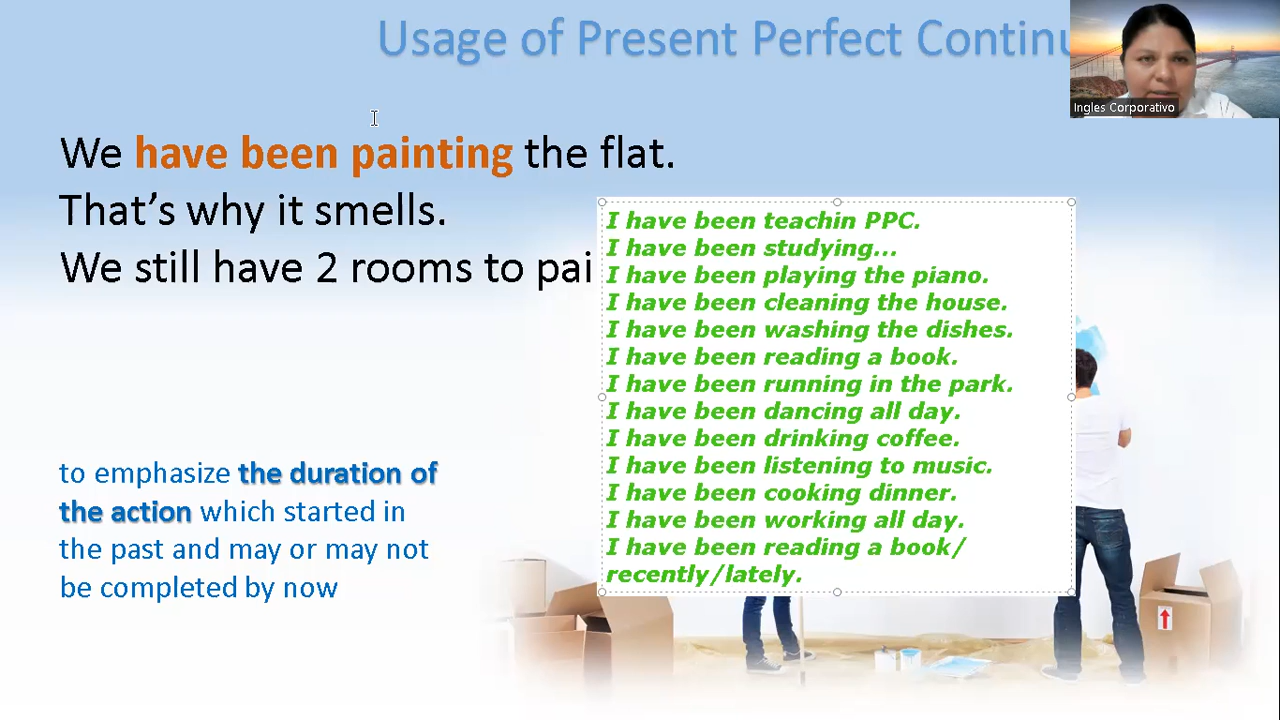 Usage of Present Perfect Continu
Ingles Corporativo
We have been painting the flat.
That's why it smells.
We still have 2 rooms to pai
I have been teachin PPC.
I have been studying...
I have been playing the piano.
I have been cleaning the house.
I have been washing the dishes.
I have been reading a book.
I have been running in the park.
I have been dancing all day.
I have been drinking coffee.
I have been listening to music.
I have been cooking dinner.
I have been working all day.
I have been reading a book/
recently/lately.
to emphasize the duration of
the action which started in
the past and may or may not
be completed by now